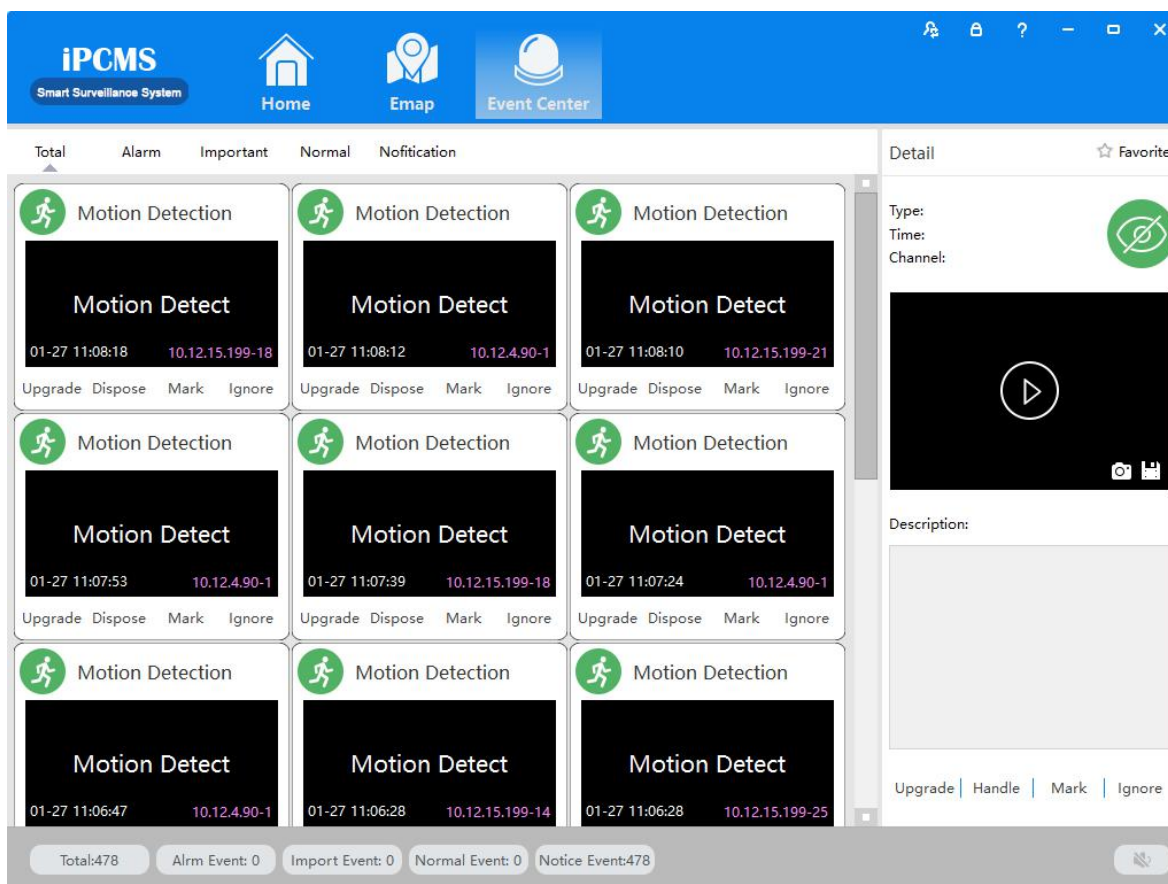 iPCMS
Smart Surveillance System
Home
Emap
Event Center
?
Total Alarm Important Normal Nofitication
Motion Detection
Motion Detect
01-27 11:08:18 10.12.15.199-18
Upgrade Dispose Mark Ignore
Motion Detection
Motion Detect
01-27 11:08:12 10.12.4.90-1
Upgrade Dispose Mark Ignore
Motion Detection
Motion Detect
01-27 11:08:10 10.12.15.199-21
Upgrade Dispose Mark Ignore
Motion Detection
Motion Detect
01-27 11:07:53 10.12.4.90-1
Upgrade Dispose Mark Ignore
Motion Detection
Motion Detect
01-27 11:07:39 10.12.15.199-18
Upgrade Dispose Mark Ignore
Motion Detection
Motion Detect
01-27 11:07:24 10.12.4.90-1
Upgrade Dispose Mark Ignore
Motion Detection
Motion Detect
01-27 11:06:47 10.12.4.90-1
Motion Detection
Motion Detect
01-27 11:06:28 10.12.15.199-14
Motion Detection
Motion Detect
01-27 11:06:28 10.12.15.199-25
Detail Favorite
Type:
Time:
Channel:
Description:
Upgrade Handle Mark Ignore
Total:478 Alrm Event: 0 Import Event: 0 Normal Event: 0 Notice Event:478